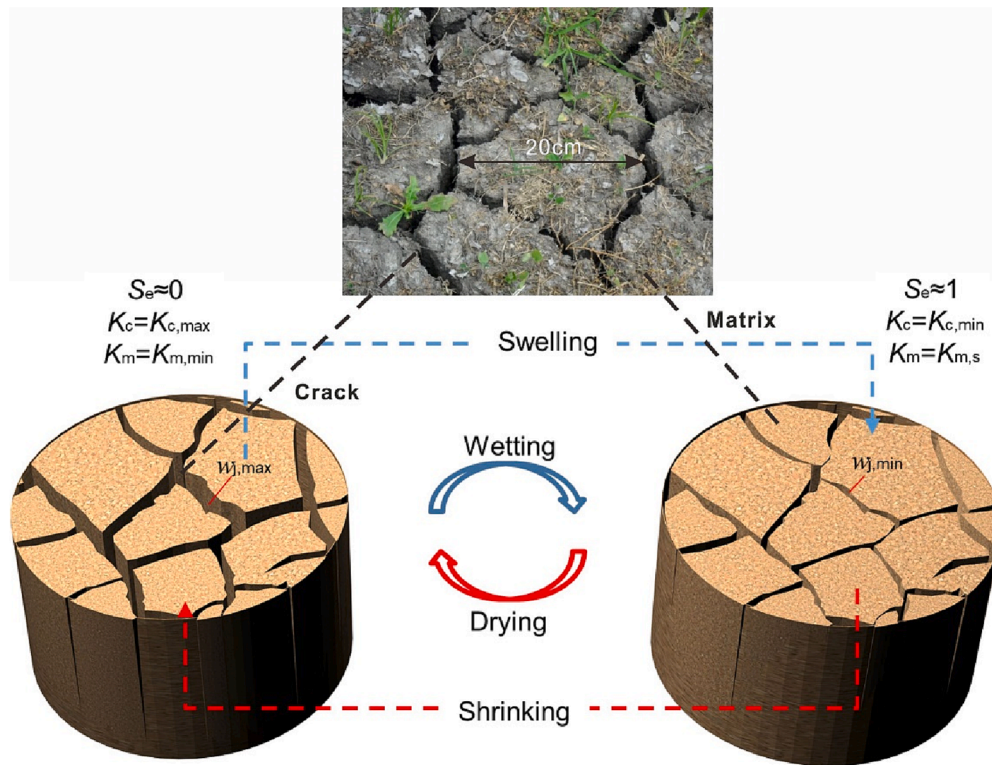 20cm
Se≈0
Kc=Kc,max
Km=Km,min
Se≈1
Kc=Kc,min
Km=Km,s
Matrix
Swelling
Crack
Wetting
wj,max
wj,min
Drying
Shrinking